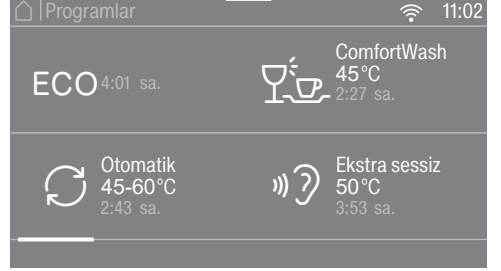 |Programlar 11:02
ECO 4:01 sa.
ComfortWash
45°C
2:27 sa.
Otomatik
45-60°C
2:43 sa.
Ekstra sessiz
50°C
3:53 sa.